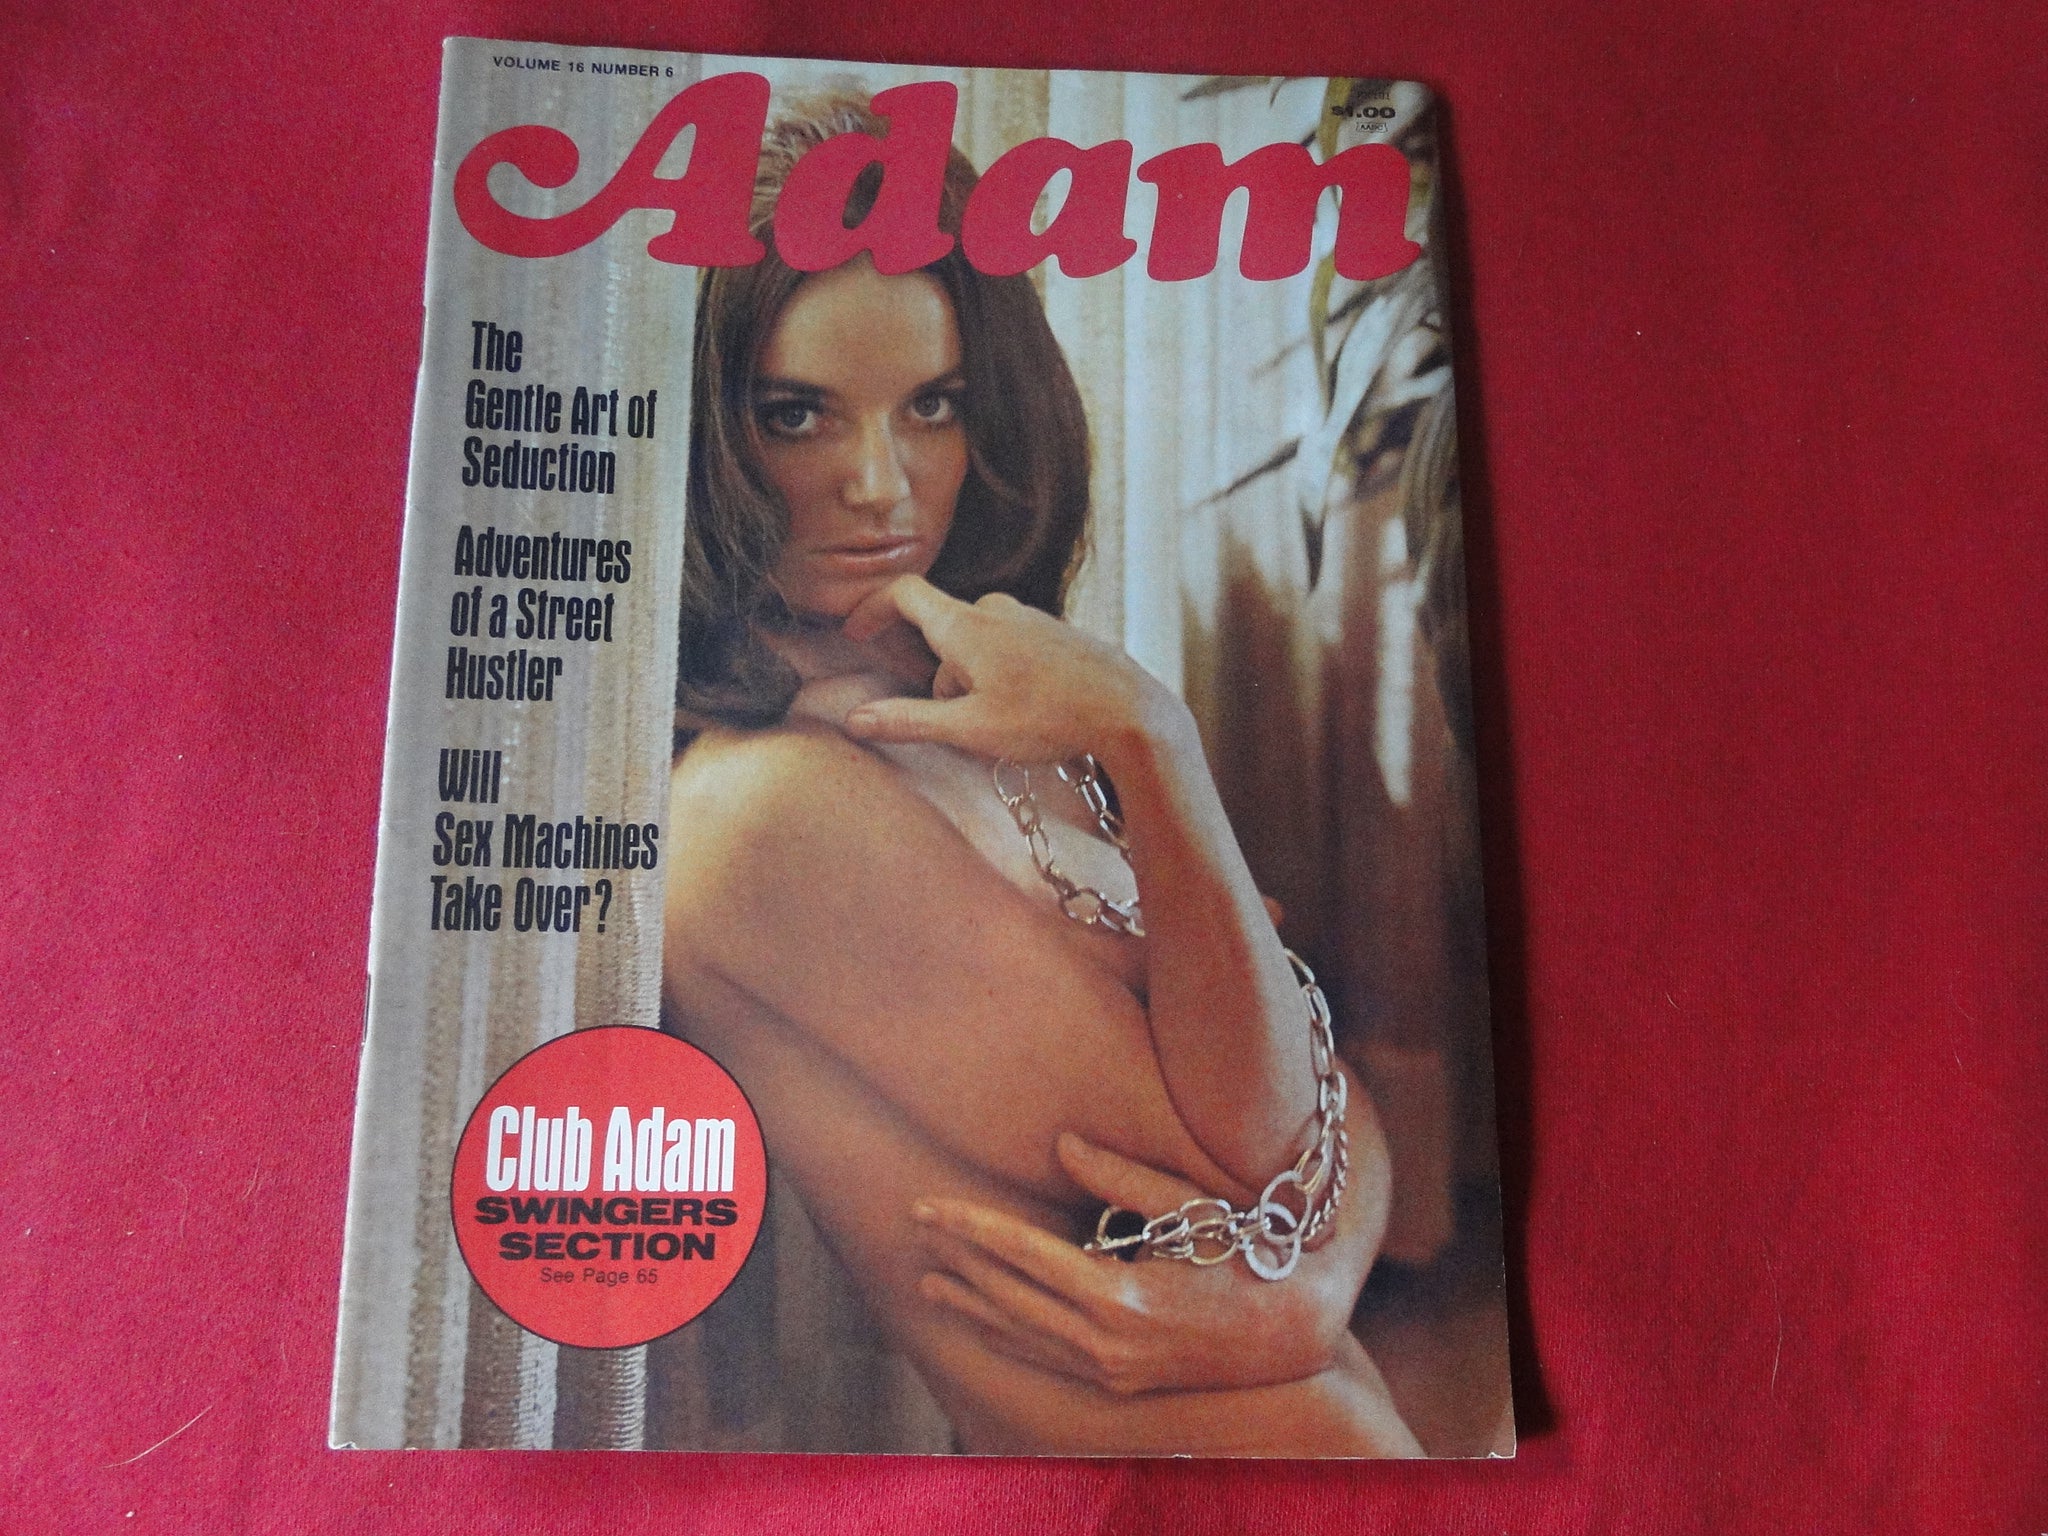 VOLUME 16 NUMBER 6
$1.00
Adam
The
Gentle Art of
Seduction
Adventures
of a Street
Hustler
Will
Sex Machines
Take Over?
Club Adam
SWINGERS
SECTION
See Page 65